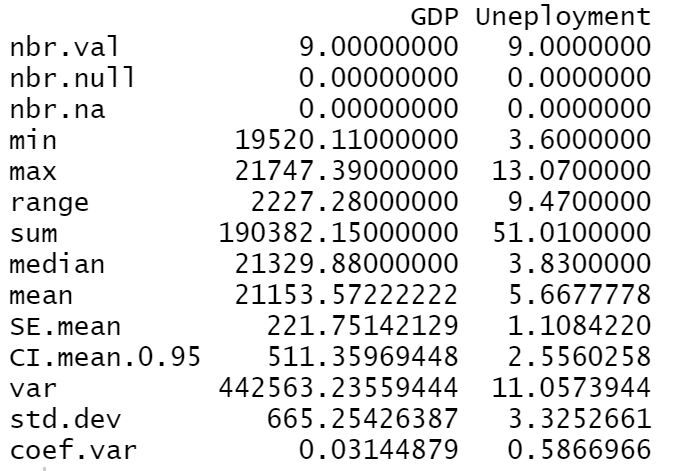 GDP Uneployment
nbr.val 9.00000000 9.0000000
nbr.null 0.00000000 0.0000000
nbr.na 0.00000000 0.0000000
min 19520.11000000 3.6000000
max 21747.39000000 13.0700000
range 2227.28000000 9.4700000
sum 190382.15000000 51.0100000
median 21329.88000000 3.8300000
mean 21153.57222222 5.6677778
SE.mean 221.75142129 1.1084220
CI.mean.0.95 511.35969448 2.5560258
var 442563.23559444 11.0573944
std.dev 665.25426387 3.3252661
coef.var 0.03144879 0.5866966